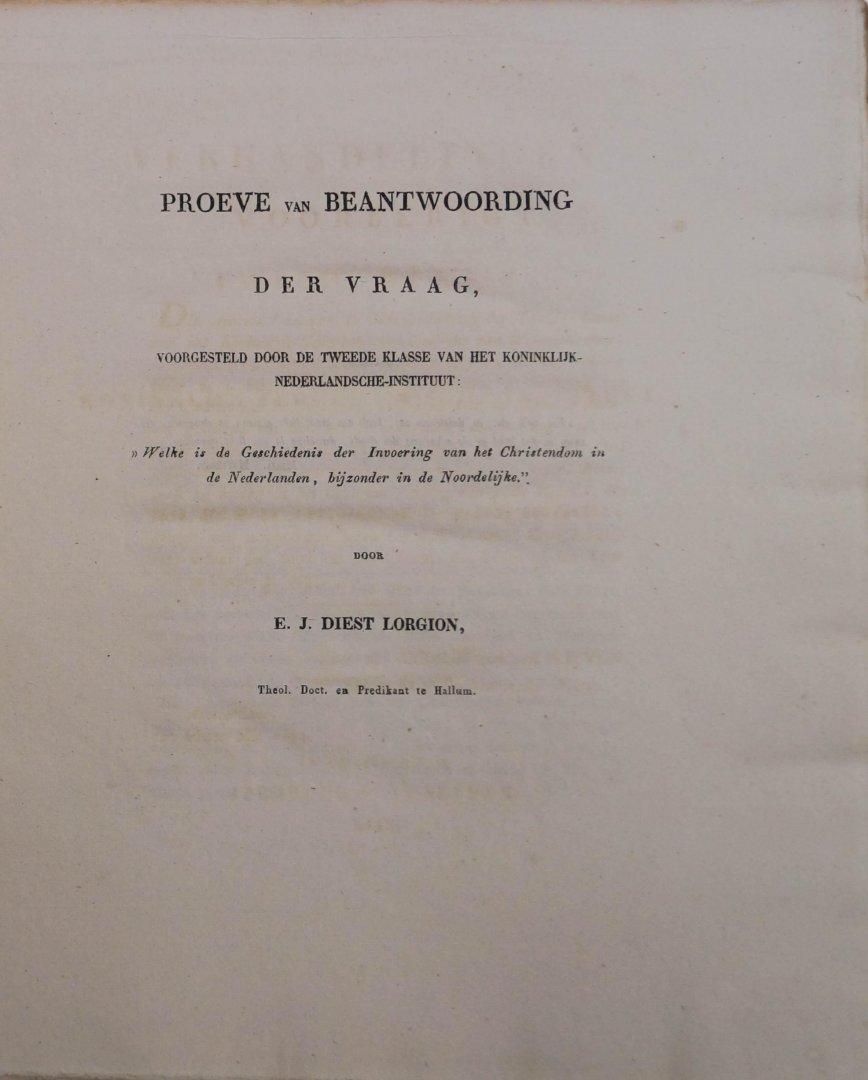 PROEVE VAN BEANTWOORDING
DER VRAAG,
VOORGESTELD DOOR DE TWEEDE KLASSE VAN HET KONINKLIJK-
NEDERLANDSCHE-INSTITUUT:
» Welke is de Geschiedenis der Invoering van het Christendom in
de Nederlanden, bijzonder in de Noordelijke.”
DOOR
E. J. DIEST LORGION,
Theol. Doct. en Predikant te Hallum.